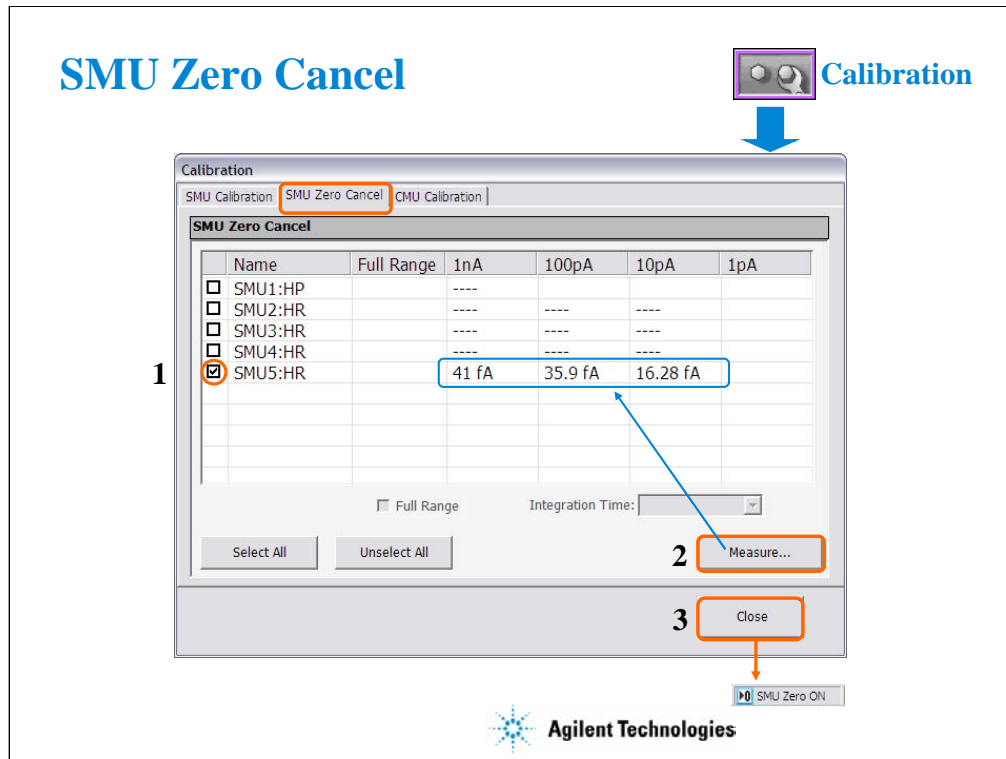 SMU Zero Cancel
Calibration
Calibration
SMU Calibration SMU Zero Cancel CMU Calibration
SMU Zero Cancel
Name Full Range 1nA 100pA 10pA 1pA
SMU1:HP ----
SMU2:HR ---- ---- ----
SMU3:HR ---- ---- ----
SMU4:HR ---- ---- ----
1 SMU5:HR 41 fA 35.9 fA 16.28 fA
Full Range Integration Time:
Select All Unselect All 2 Measure...
3 Close
SMU Zero ON
Agilent Technologies